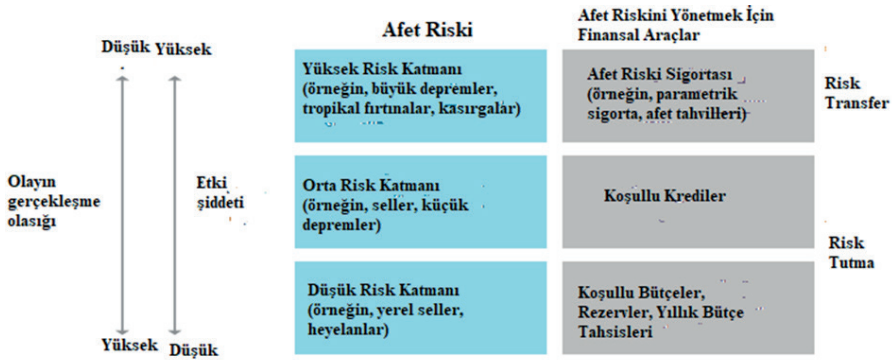 Afet Riski
Afet Riskini Yönetmek İçin
Finansal Araçlar
Düşük Yüksek
Yüksek Risk Katmanı
(örneğin, büyük depremler,
tropikal fırtınalar, kasırgalar)
Afet Riski Sigortası
(örneğin, parametrik
sigorta, afet tahvilleri)
Risk
Transfer
Olayın
gerçekleşme
olasığı
Etki
şiddeti
Orta Risk Katmanı
(örneğin, seller, küçük
depremler)
Koşullu Krediler
Risk
Tutma
Düşük Risk Katmanı
(örneğin, yerel seller,
heyelanlar)
Koşullu Bütçeler,
Rezervler, Yıllık Bütçe
Tahsisleri
Yüksek Düşük